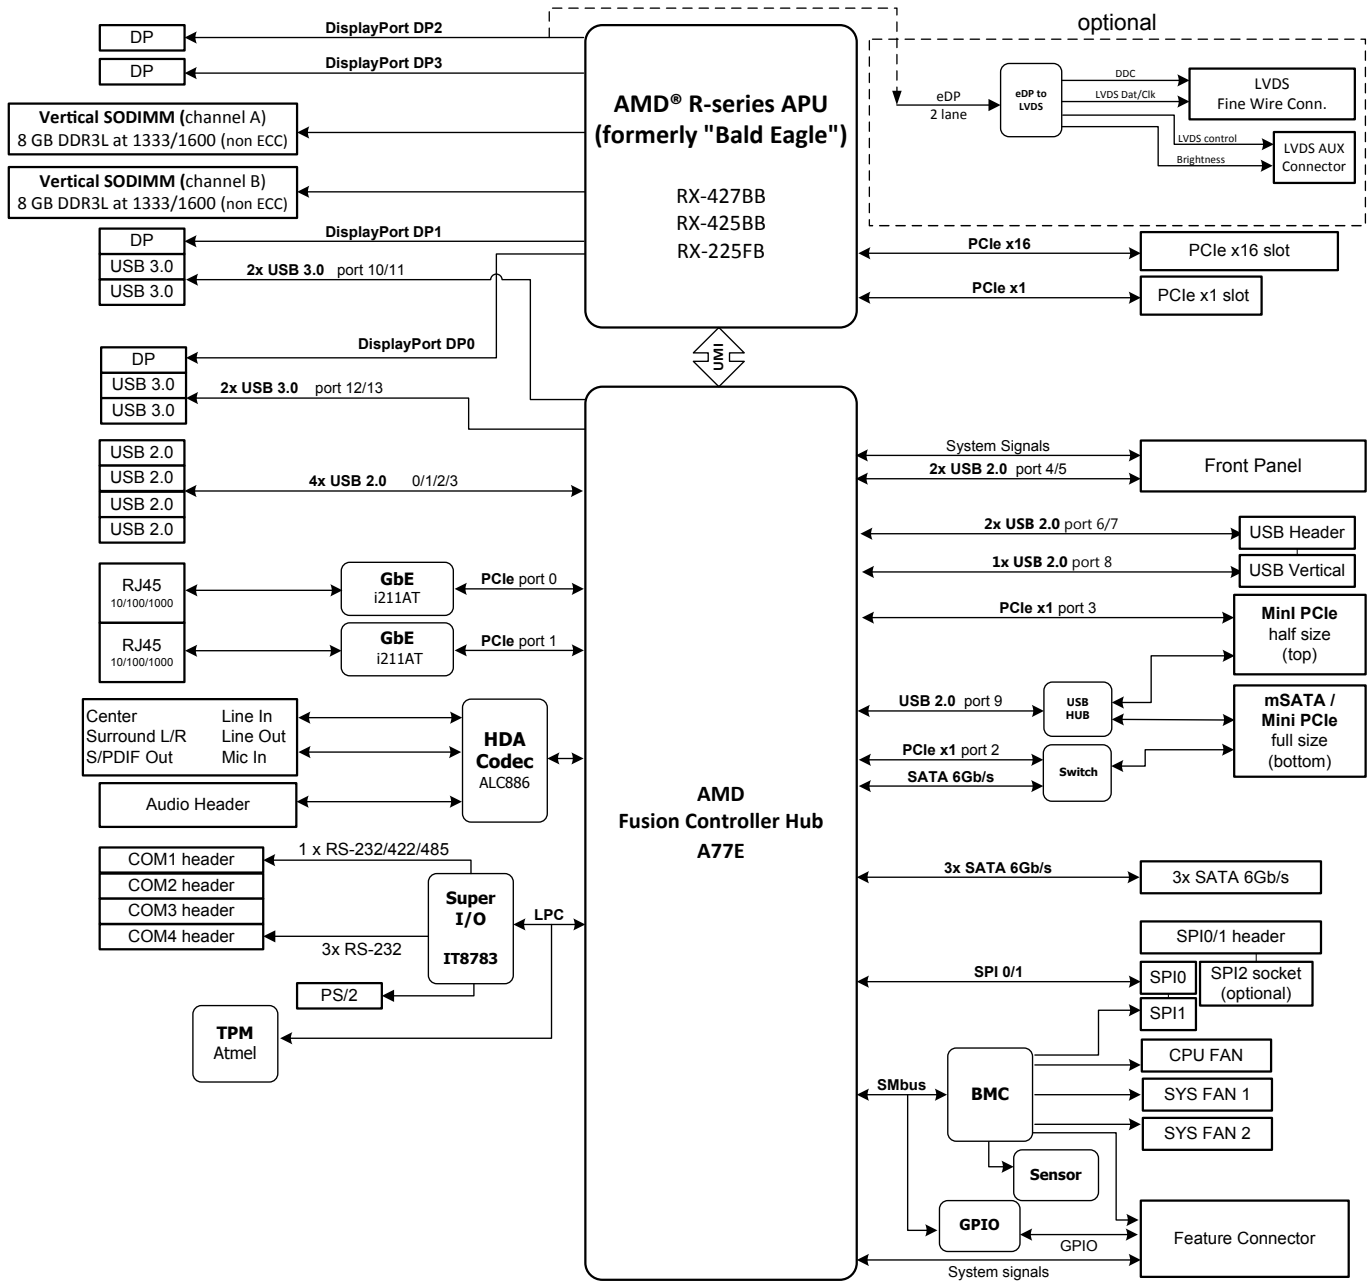 optional
DP
DisplayPort DP2
DP
DisplayPort DP3
Vertical SODIMM (channel A)
8 GB DDR3L at 1333/1600 (non ECC)
Vertical SODIMM (channel B)
8 GB DDR3L at 1333/1600 (non ECC)
DP
DisplayPort DP1
USB 3.0
USB 3.0
2x USB 3.0 port 10/11
DisplayPort DP0
DP
USB 3.0
USB 3.0
2x USB 3.0 port 12/13
USB 2.0
USB 2.0
USB 2.0
USB 2.0
4x USB 2.0 0/1/2/3
RJ45
10/100/1000
GbE
i211AT
PCIe port 0
RJ45
10/100/1000
GbE
i211AT
PCIe port 1
Center Line In
Surround L/R Line Out
S/PDIF Out Mic In
Audio Header
HDA
Codec
ALC886
COM1 header
COM2 header
COM3 header
COM4 header
1 x RS-232/422/485
3x RS-232
Super
I/O
IT8783
LPC
PS/2
TPM
Atmel
AMD® R-series APU
(formerly "Bald Eagle")
RX-427BB
RX-425BB
RX-225FB
UMI
AMD
Fusion Controller Hub
A77E
eDP
2 lane
eDP to
LVDS
DDC
LVDS Dat/Clk
LVDS control
Brightness
LVDS
Fine Wire Conn.
LVDS AUX
Connector
PCIe x16
PCIe x16 slot
PCIe x1
PCIe x1 slot
System Signals
2x USB 2.0 port 4/5
Front Panel
2x USB 2.0 port 6/7
USB Header
1x USB 2.0 port 8
USB Vertical
PCIe x1 port 3
MinI PCIe
half size
(top)
USB 2.0 port 9
USB
HUB
mSATA /
Mini PCIe
full size
(bottom)
PCIe x1 port 2
SATA 6Gb/s
Switch
3x SATA 6Gb/s
3x SATA 6Gb/s
SPI0/1 header
SPI 0/1
SPI0
SPI2 socket
(optional)
SPI1
SMbus
BMC
CPU FAN
SYS FAN 1
SYS FAN 2
Sensor
GPIO
GPIO
System signals
Feature Connector